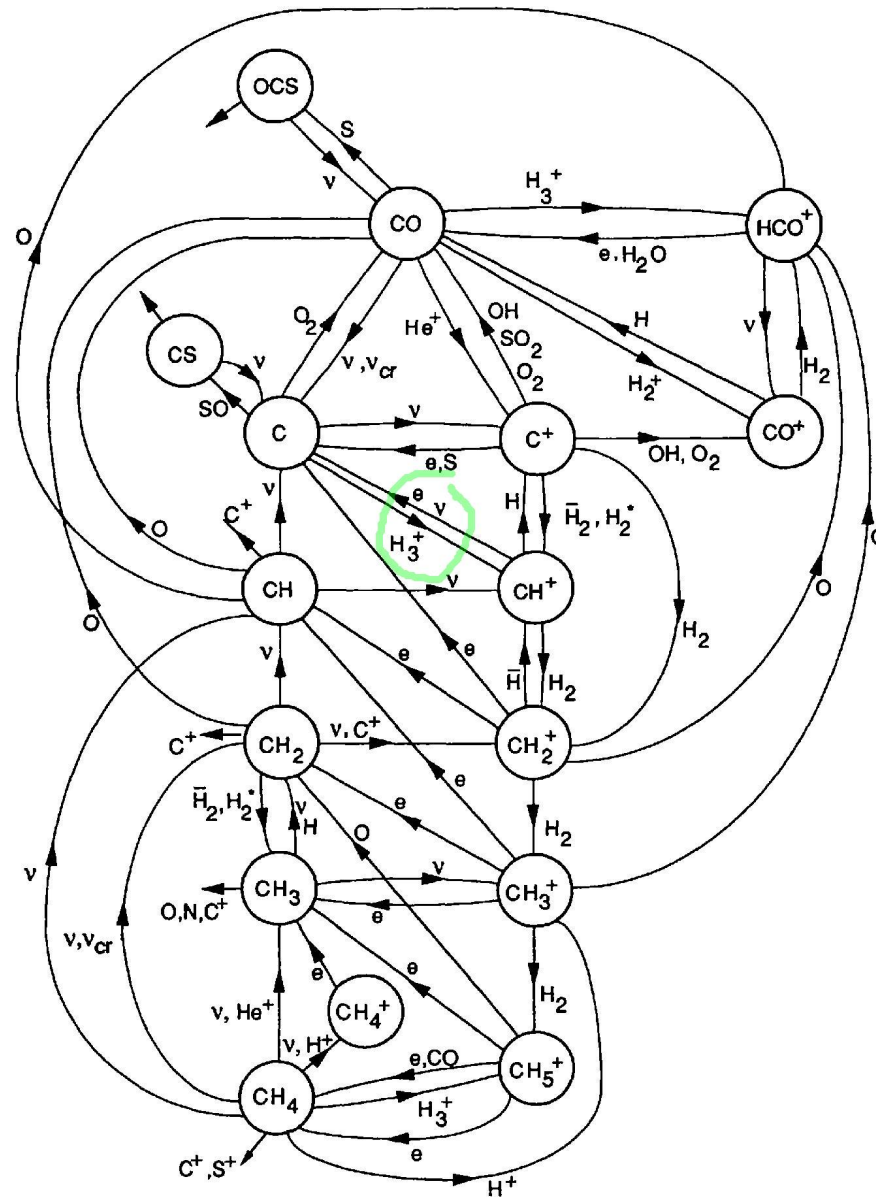 OCS
S
ν
H₃⁺
CO
HCO⁺
O
e, H₂O
O₂
He⁺
OH
SO₂
O₂
H
ν
CS
ν
ν, ν_cr
H₂⁺
H₂
SO
C
ν
C⁺
CO⁺
e, S
OH, O₂
ν
e
ν
H
H̄₂, H₂*
C⁺
O
H₃⁺
O
CH
ν
CH⁺
O
O
e
e
H₂
ν
H̄
H₂
CH₂
ν, C⁺
CH₂⁺
C⁺
H̄₂, H₂*
ν
H
e
e
O
H₂
ν
CH₃
ν
CH₃⁺
O, N, C⁺
e
ν, ν_cr
e
e
H₂
ν, He⁺
CH₄⁺
ν, H⁺
e, CO
CH₅⁺
CH₄
H₃⁺
e
C⁺, S⁺
H⁺